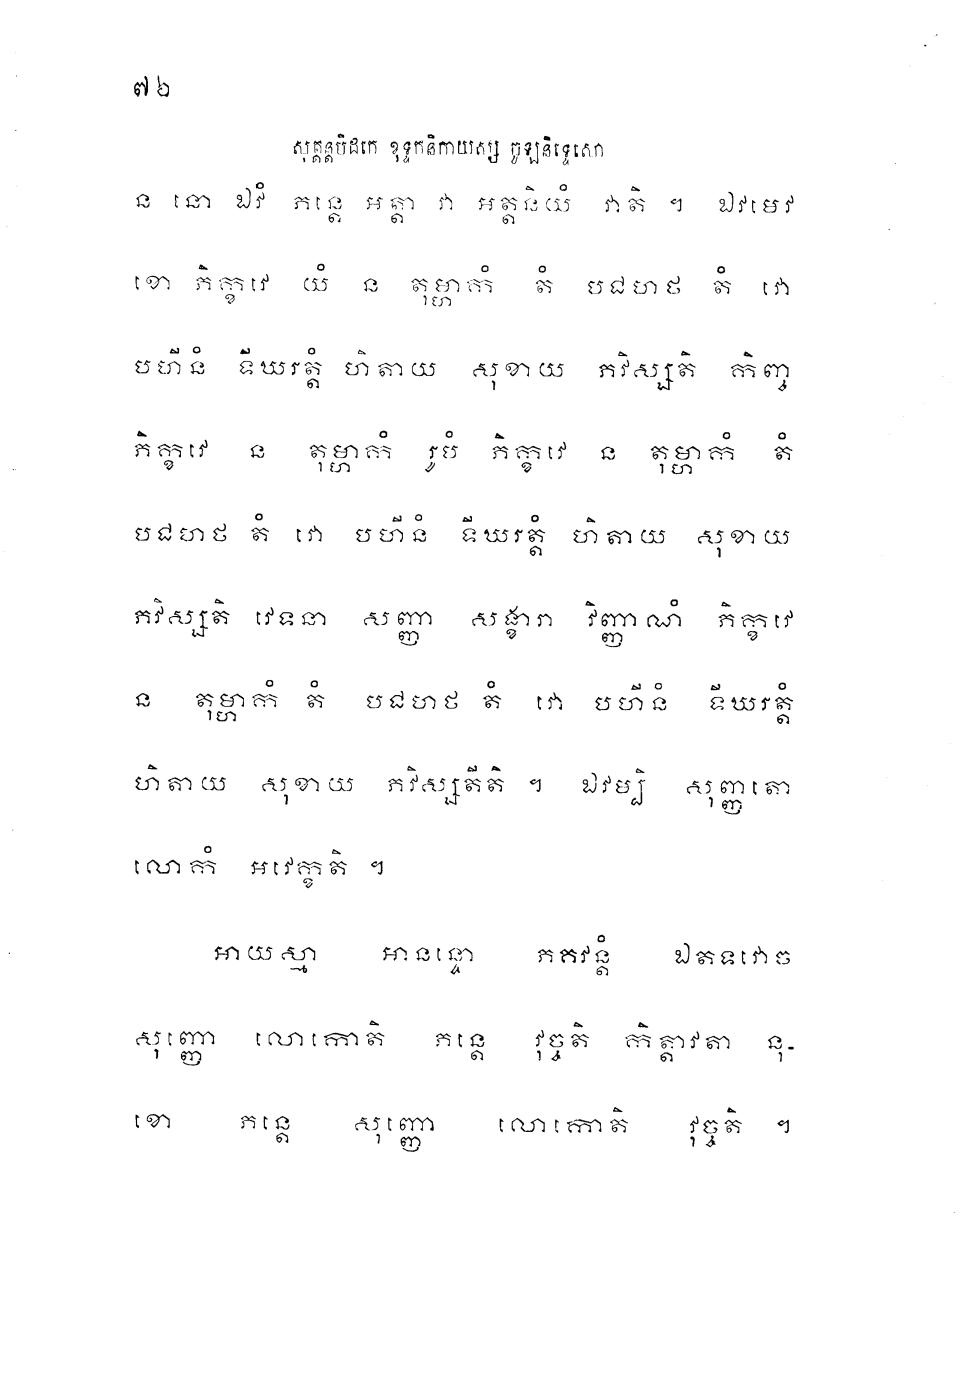 ៧៦
សុត្តន្តបិដកេ ខុទ្ទកនិកាយស្ស ចូឡនិទ្ទេសោ
ន នោ ឯវំ ភន្តេ អត្តា វា អត្តនិយំ វាតិ ។ ឯវមេវ
ខោ ភិក្ខវេ យំ ន តុម្ហាកំ តំ បជហថ តំ វោ
បហីនំ ទីឃរត្តំ ហិតាយ សុខាយ ភវិស្សតិ កិញ្ច
ភិក្ខវេ ន តុម្ហាកំ រូបំ ភិក្ខវេ ន តុម្ហាកំ តំ
បជហថ តំ វោ បហីនំ ទីឃរត្តំ ហិតាយ សុខាយ
ភវិស្សតិ វេទនា សញ្ញា សង្ខារា វិញ្ញាណំ ភិក្ខវេ
ន តុម្ហាកំ តំ បជហថ តំ វោ បហីនំ ទីឃរត្តំ
ហិតាយ សុខាយ ភវិស្សតីតិ ។ ឯវម្បិ សុញ្ញតោ
លោកំ អវេក្ខតិ ។
អាយស្មា អានន្ទោ ភគវន្តំ ឯតទវោច
សុញ្ញោ លោកោតិ ភន្តេ វុច្ចតិ កិត្តាវតា នុ-
ខោ ភន្តេ សុញ្ញោ លោកោតិ វុច្ចតិ ។